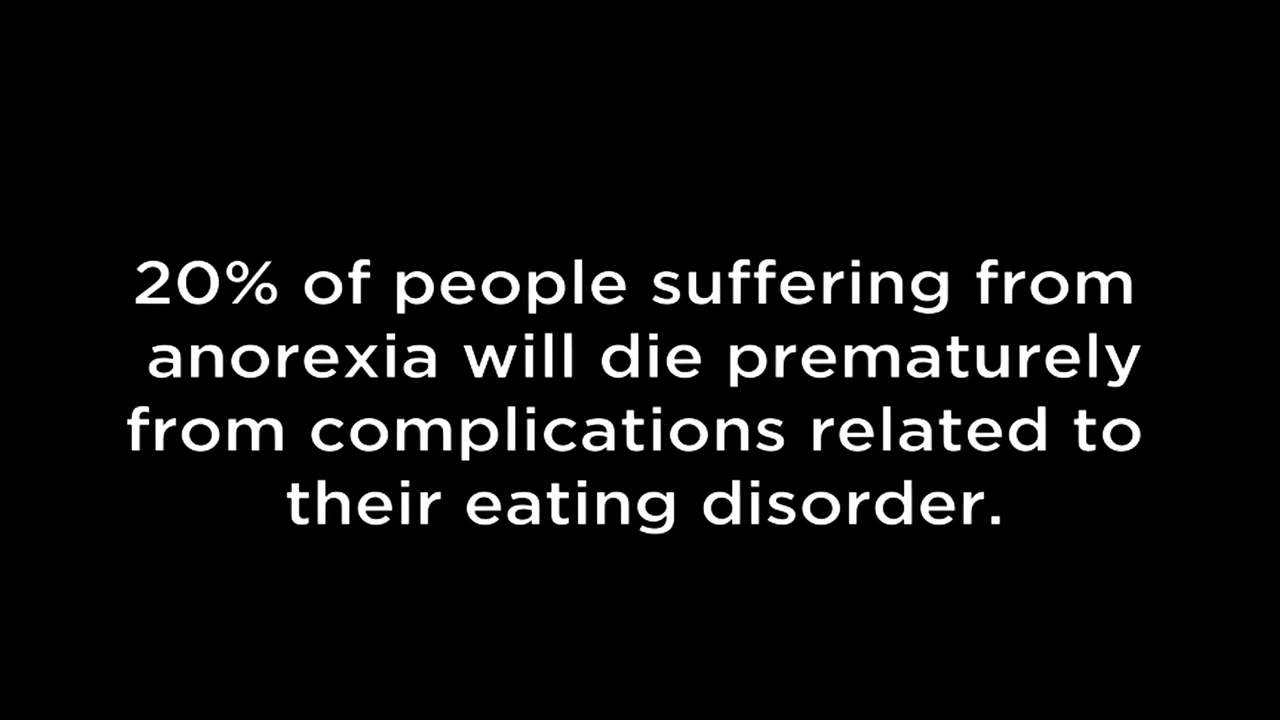 20% of people suffering from
anorexia will die prematurely
from complications related to
their eating disorder.